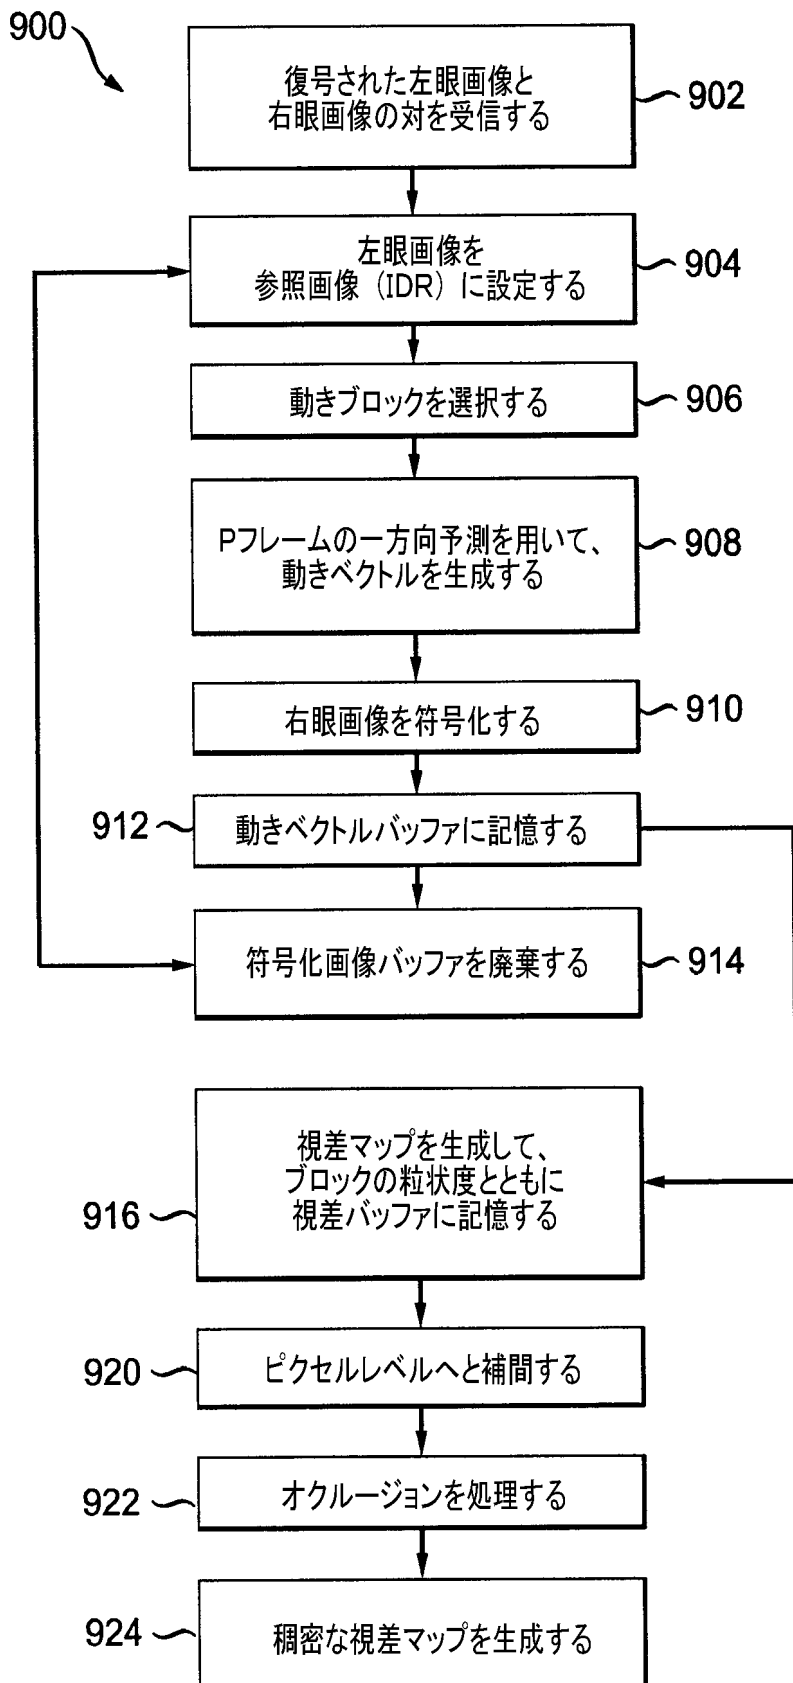 900
復号された左眼画像と
右眼画像の対を受信する
902
左眼画像を
参照画像（IDR）に設定する
904
動きブロックを選択する
906
Pフレームの一方向予測を用いて、
動きベクトルを生成する
908
右眼画像を符号化する
910
912
動きベクトルバッファに記憶する
符号化画像バッファを廃棄する
914
視差マップを生成して、
ブロックの粒状度とともに
視差バッファに記憶する
916
ピクセルレベルへと補間する
920
オクルージョンを処理する
922
稠密な視差マップを生成する
924